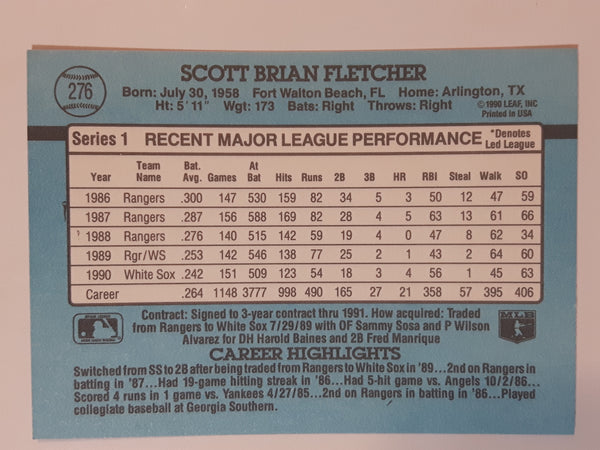 276
SCOTT BRIAN FLETCHER
Born: July 30, 1958 Fort Walton Beach, FL Home: Arlington, TX
Ht: 5' 11" Wgt: 173 Bats: Right Throws: Right
©1990 LEAF, INC
Printed in USA
Series 1 RECENT MAJOR LEAGUE PERFORMANCE *Denotes Led League
Year Team Name Bat. Avg. Games At Bat Hits Runs 2B 3B HR RBI Steal Walk SO
1986 Rangers .300 147 530 159 82 34 5 3 50 12 47 59
1987 Rangers .287 156 588 169 82 28 4 5 63 13 61 66
1988 Rangers .276 140 515 142 59 19 4 0 47 8 62 34
1989 Rgr/WS .253 142 546 138 77 25 2 1 43 2 64 60
1990 White Sox .242 151 509 123 54 18 3 4 56 1 45 63
Career .264 1148 3777 998 490 165 27 21 358 57 395 406
Contract: Signed to 3-year contract thru 1991. How acquired: Traded
from Rangers to White Sox 7/29/89 with OF Sammy Sosa and P Wilson
Alvarez for DH Harold Baines and 2B Fred Manrique
MLB
CAREER HIGHLIGHTS
Switched from SS to 2B after being traded from Rangers to White Sox in '89...2nd on Rangers in
batting in '87...Had 19-game hitting streak in '86...Had 5-hit game vs. Angels 10/2/86...
Scored 4 runs in 1 game vs. Yankees 4/27/85...2nd on Rangers in batting in '86...Played
collegiate baseball at Georgia Southern.